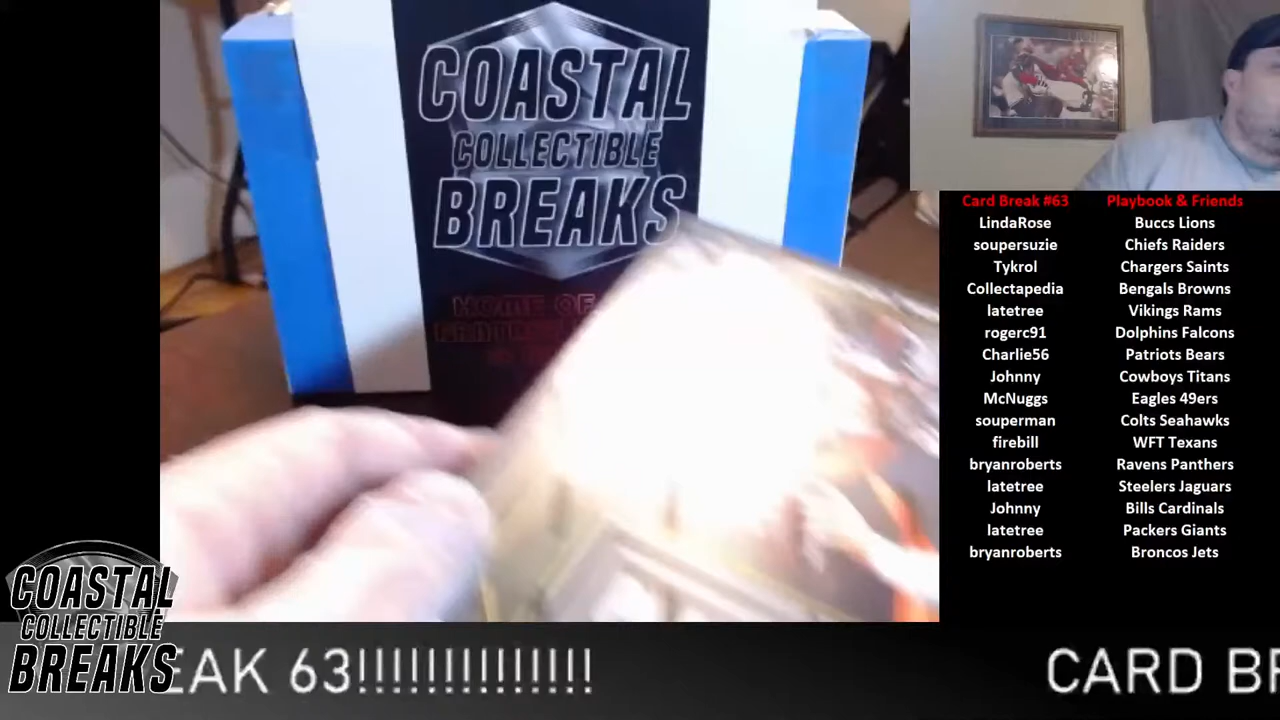 COASTAL
COLLECTIBLE
BREAKS
HOME OF
Card Break #63 Playbook & Friends
LindaRose Buccs Lions
soupersuzie Chiefs Raiders
Tykrol Chargers Saints
Collectapedia Bengals Browns
latetree Vikings Rams
rogerc91 Dolphins Falcons
Charlie56 Patriots Bears
Johnny Cowboys Titans
McNuggs Eagles 49ers
souperman Colts Seahawks
firebill WFT Texans
bryanroberts Ravens Panthers
latetree Steelers Jaguars
Johnny Bills Cardinals
latetree Packers Giants
bryanroberts Broncos Jets
COASTAL
COLLECTIBLE
BREAKS
EAK 63!!!!!!!!!!!!!! CARD BR